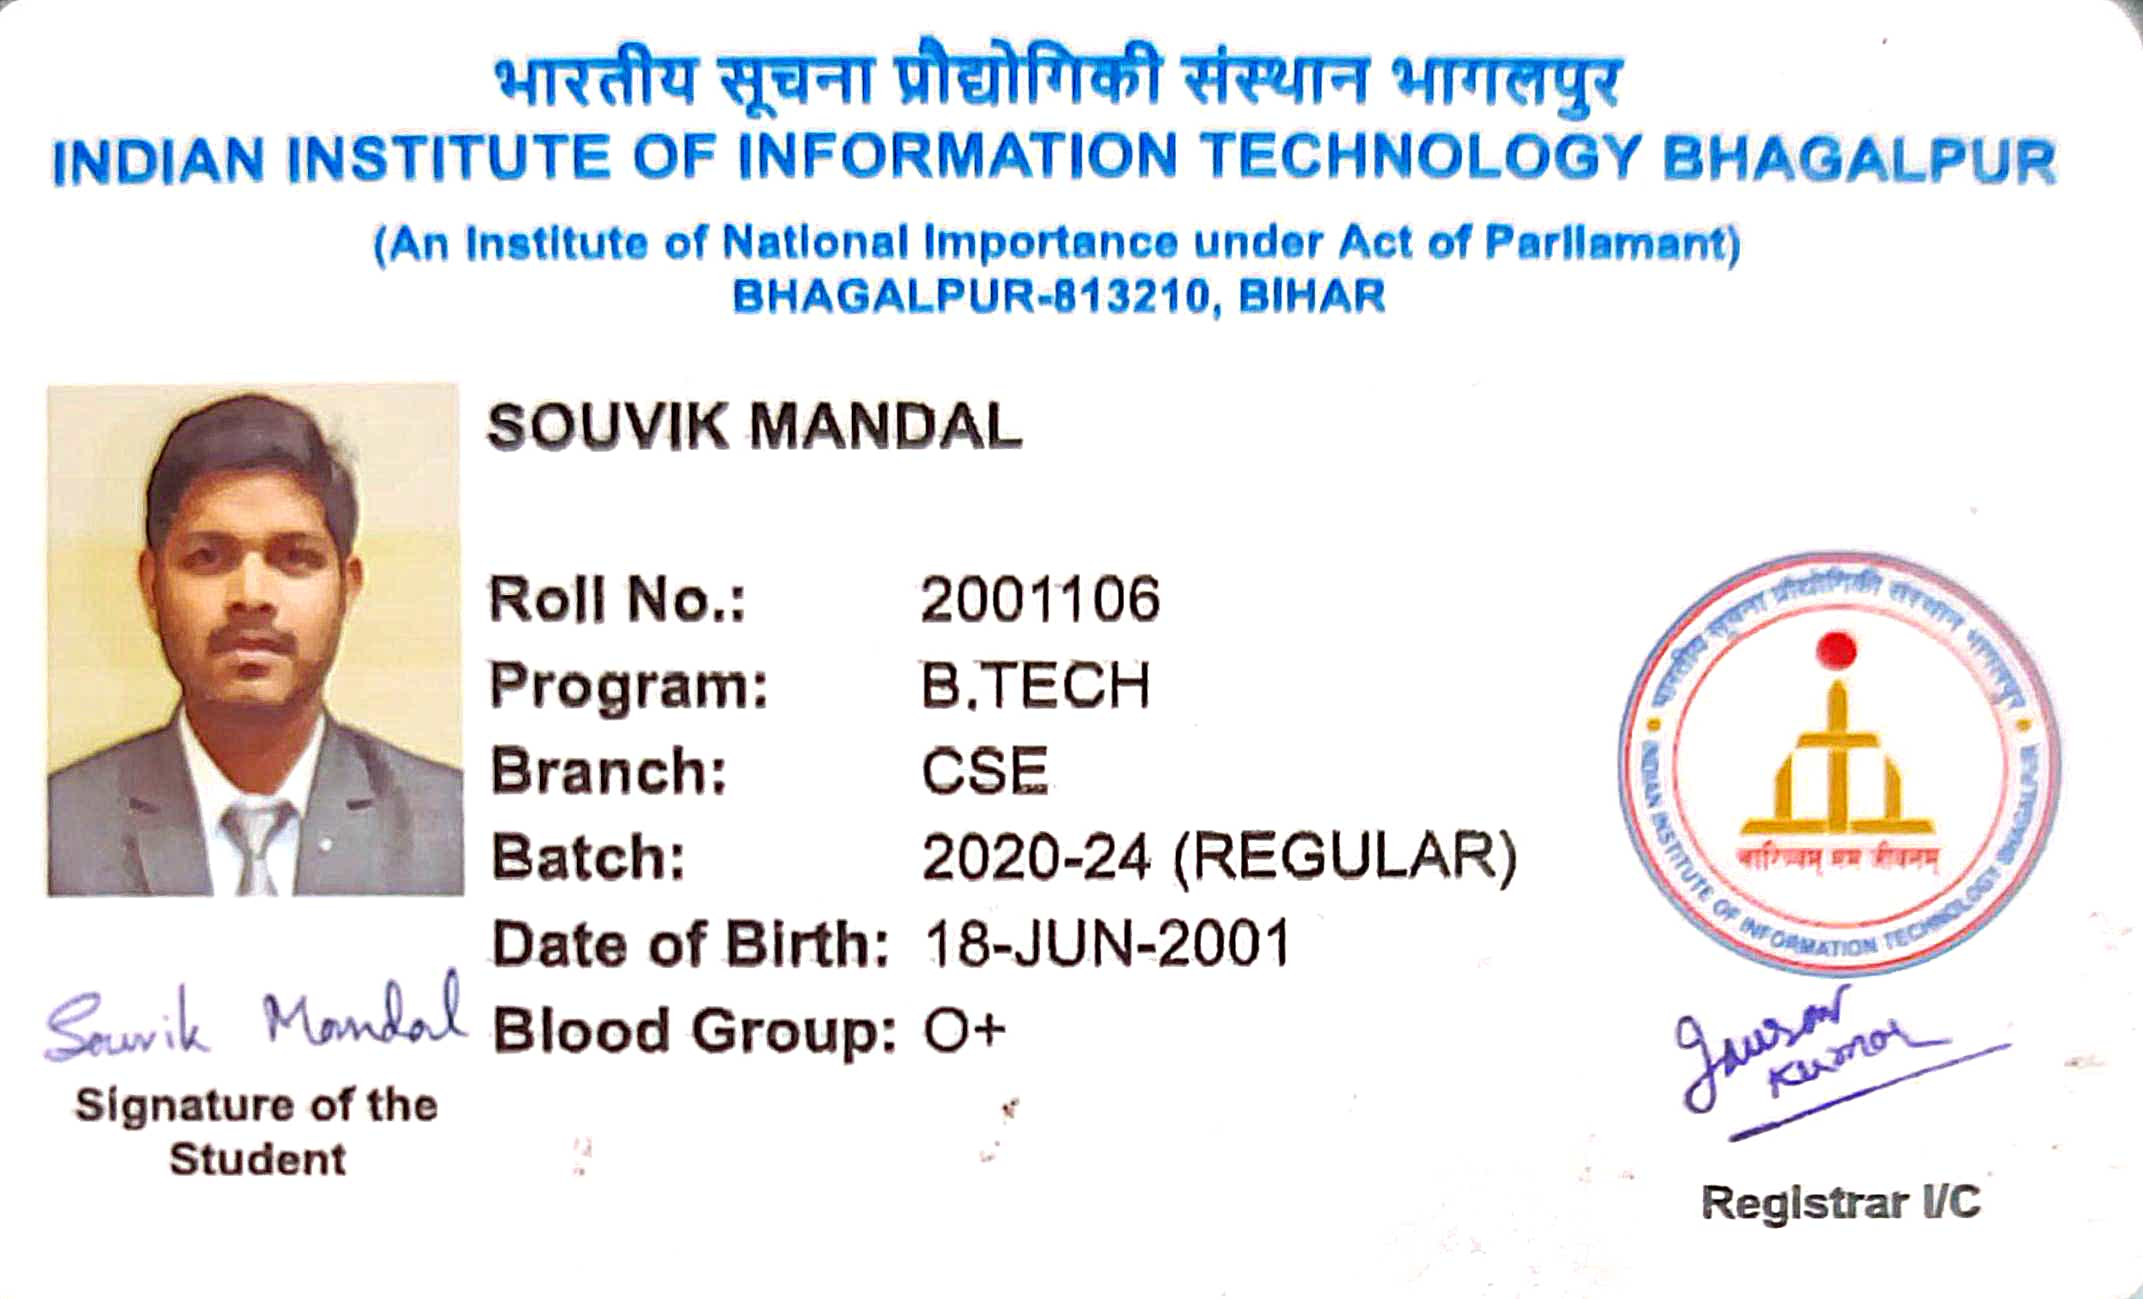 भारतीय सूचना प्रौद्योगिकी संस्थान भागलपुर
INDIAN INSTITUTE OF INFORMATION TECHNOLOGY BHAGALPUR
(An Institute of National Importance under Act of Parliamant)
BHAGALPUR-813210, BIHAR
SOUVIK MANDAL
Roll No.: 2001106
Program: B.TECH
Branch: CSE
Batch: 2020-24 (REGULAR)
Date of Birth: 18-JUN-2001
Blood Group: O+
Souvik Mandal
Signature of the
Student
भारतीय सूचना प्रौद्योगिकी संस्थान भागलपुर
INDIAN INSTITUTE OF INFORMATION TECHNOLOGY BHAGALPUR
Kumar
Registrar I/C